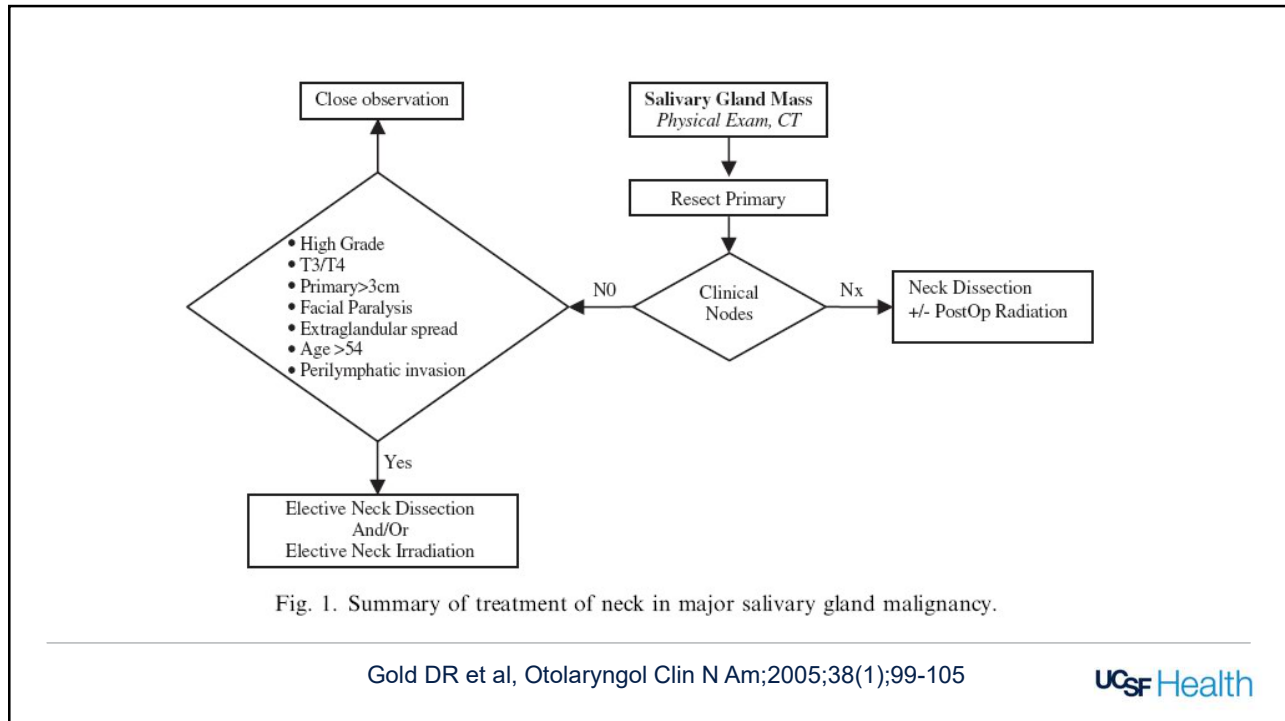 Close observation
Salivary Gland Mass
Physical Exam, CT
Resect Primary
• High Grade
• T3/T4
• Primary>3cm
• Facial Paralysis
• Extraglandular spread
• Age >54
• Perilymphatic invasion
N0
Clinical
Nodes
Nx
Neck Dissection
+/- PostOp Radiation
Yes
Elective Neck Dissection
And/Or
Elective Neck Irradiation
Fig. 1. Summary of treatment of neck in major salivary gland malignancy.
Gold DR et al, Otolaryngol Clin N Am;2005;38(1);99-105
UCSF Health